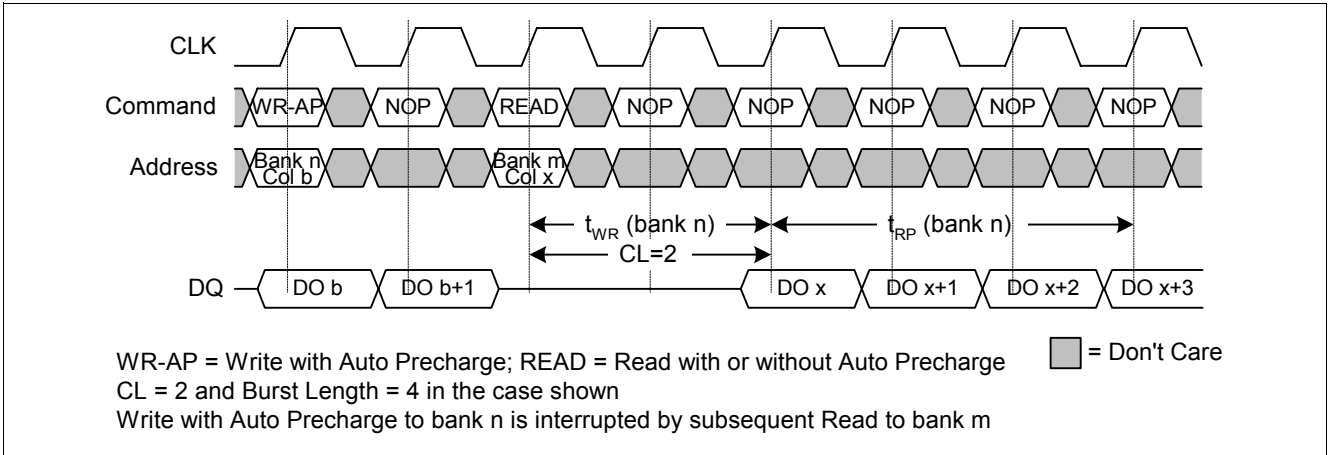 CLK
Command WR-AP NOP READ NOP NOP NOP NOP NOP
Address Bank n Col b Bank m Col x
tWR (bank n) tRP (bank n)
CL=2
DQ DO b DO b+1 DO x DO x+1 DO x+2 DO x+3
WR-AP = Write with Auto Precharge; READ = Read with or without Auto Precharge = Don't Care
CL = 2 and Burst Length = 4 in the case shown
Write with Auto Precharge to bank n is interrupted by subsequent Read to bank m